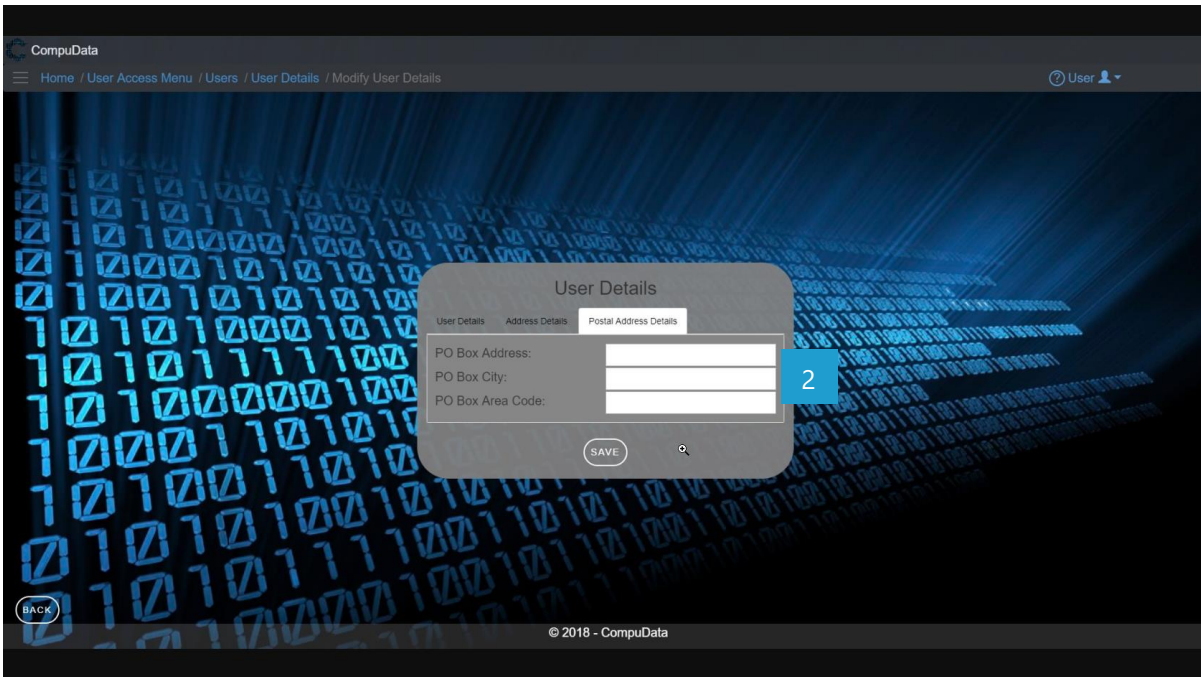 CompuData
Home / User Access Menu / Users / User Details / Modify User Details
User
User Details
User Details Address Details Postal Address Details
PO Box Address:
PO Box City:
2
PO Box Area Code:
SAVE
BACK
© 2018 - CompuData